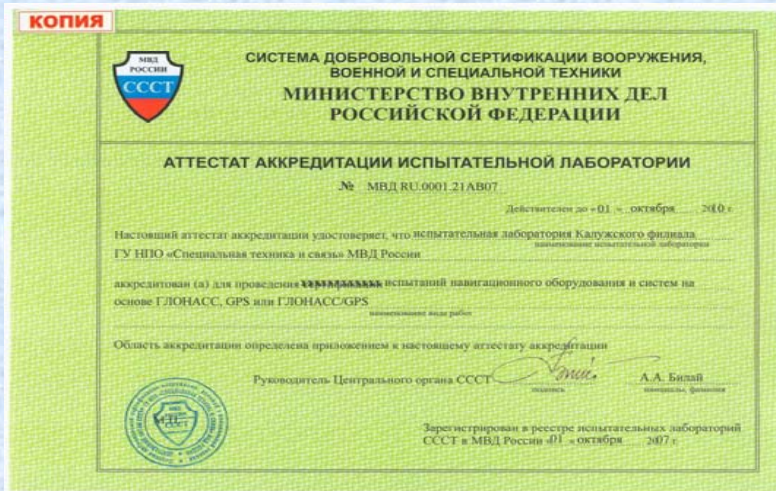 КОПИЯ
МВД
РОССИИ
СССТ
СИСТЕМА ДОБРОВОЛЬНОЙ СЕРТИФИКАЦИИ ВООРУЖЕНИЯ,
ВОЕННОЙ И СПЕЦИАЛЬНОЙ ТЕХНИКИ
МИНИСТЕРСТВО ВНУТРЕННИХ ДЕЛ
РОССИЙСКОЙ ФЕДЕРАЦИИ
АТТЕСТАТ АККРЕДИТАЦИИ ИСПЫТАТЕЛЬНОЙ ЛАБОРАТОРИИ
№ МВД RU.0001.21АВ07
Действителен до «01» октября 2010 г.
Настоящий аттестат аккредитации удостоверяет, что испытательная лаборатория Калужского филиала
наименование испытательной лаборатории
ГУ НПО «Специальная техника и связь» МВД России
аккредитован (а) для проведения испытаний навигационного оборудования и систем на
основе ГЛОНАСС, GPS или ГЛОНАСС/GPS
наименование вида работ
Область аккредитации определена приложением к настоящему аттестату аккредитации
Руководитель Центрального органа СССТ А.А. Билай
подпись инициалы, фамилия
Зарегистрирован в реестре испытательных лабораторий
СССТ в МВД России «01» октября 2007 г.
МВД
СССТ